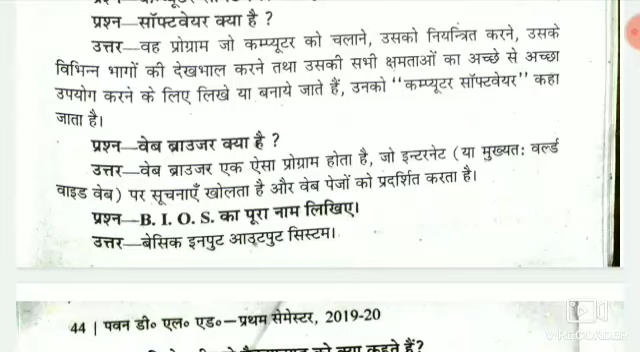 प्रश्न—सॉफ्टवेयर क्या है ?
उत्तर—वह प्रोग्राम जो कम्प्यूटर को चलाने, उसको नियन्त्रित करने, उसके
विभिन्न भागों की देखभाल करने तथा उसकी सभी क्षमताओं का अच्छे से अच्छा
उपयोग करने के लिए लिखे या बनाये जाते हैं, उनको "कम्प्यूटर सॉफ्टवेयर" कहा
जाता है।
प्रश्न—वेब ब्राउजर क्या है ?
उत्तर—वेब ब्राउजर एक ऐसा प्रोग्राम होता है, जो इन्टरनेट (या मुख्यत: वर्ल्ड
वाइड वेब) पर सूचनाएँ खोलता है और वेब पेजों को प्रदर्शित करता है।
प्रश्न—B. I. O. S. का पूरा नाम लिखिए।
उत्तर—बेसिक इनपुट आउटपुट सिस्टम।
44 | पवन डी० एल० एड०—प्रथम सेमेस्टर, 2019-20
को क्या कहते हैं?
V RECORDER